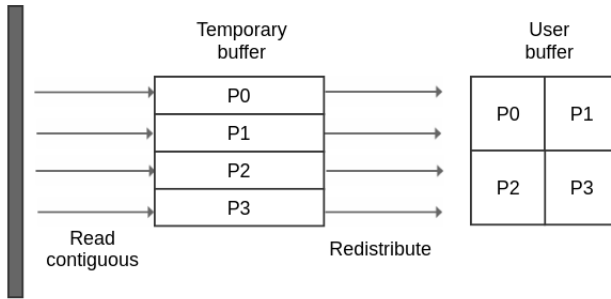 Temporary
buffer
User
buffer
P0
P1
P2
P3
P0 P1
P2 P3
Read
contiguous
Redistribute